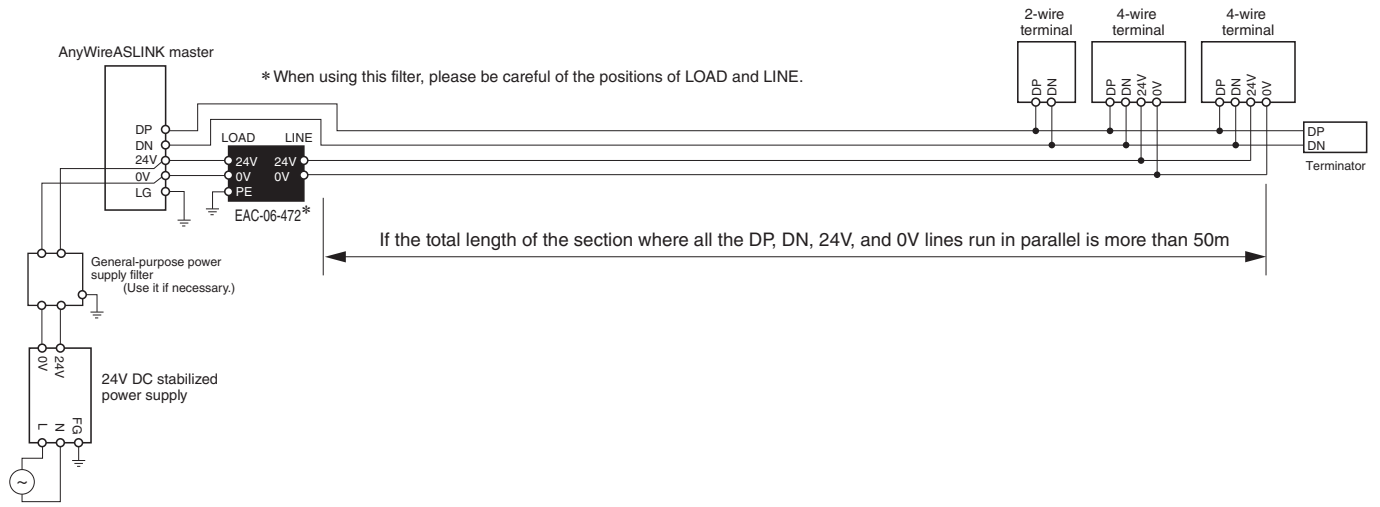 2-wire
terminal
4-wire
terminal
4-wire
terminal
AnyWireASLINK master
* When using this filter, please be careful of the positions of LOAD and LINE.
DP
DN
DP
DN
24V
0V
DP
DN
24V
0V
DP
DN
24V
0V
LG
LOAD
LINE
24V
24V
0V
0V
PE
EAC-06-472*
DP
DN
Terminator
If the total length of the section where all the DP, DN, 24V, and 0V lines run in parallel is more than 50m
General-purpose power
supply filter
(Use it if necessary.)
0V
24V
24V DC stabilized
power supply
L
N
FG
~